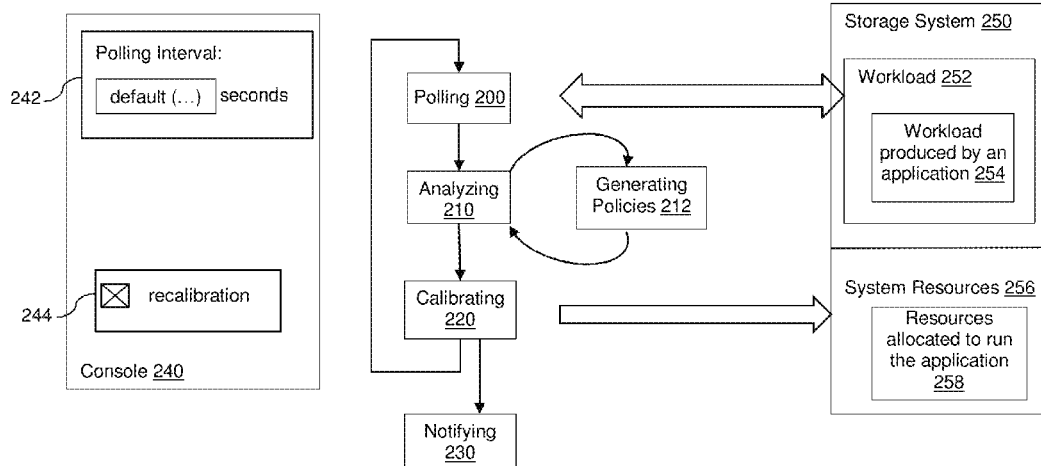 Polling Interval:
default (...) seconds
242
recalibration
244
Console 240
Polling 200
Analyzing
210
Generating
Policies 212
Calibrating
220
Notifying
230
Storage System 250
Workload 252
Workload
produced by an
application 254
System Resources 256
Resources
allocated to run
the application
258